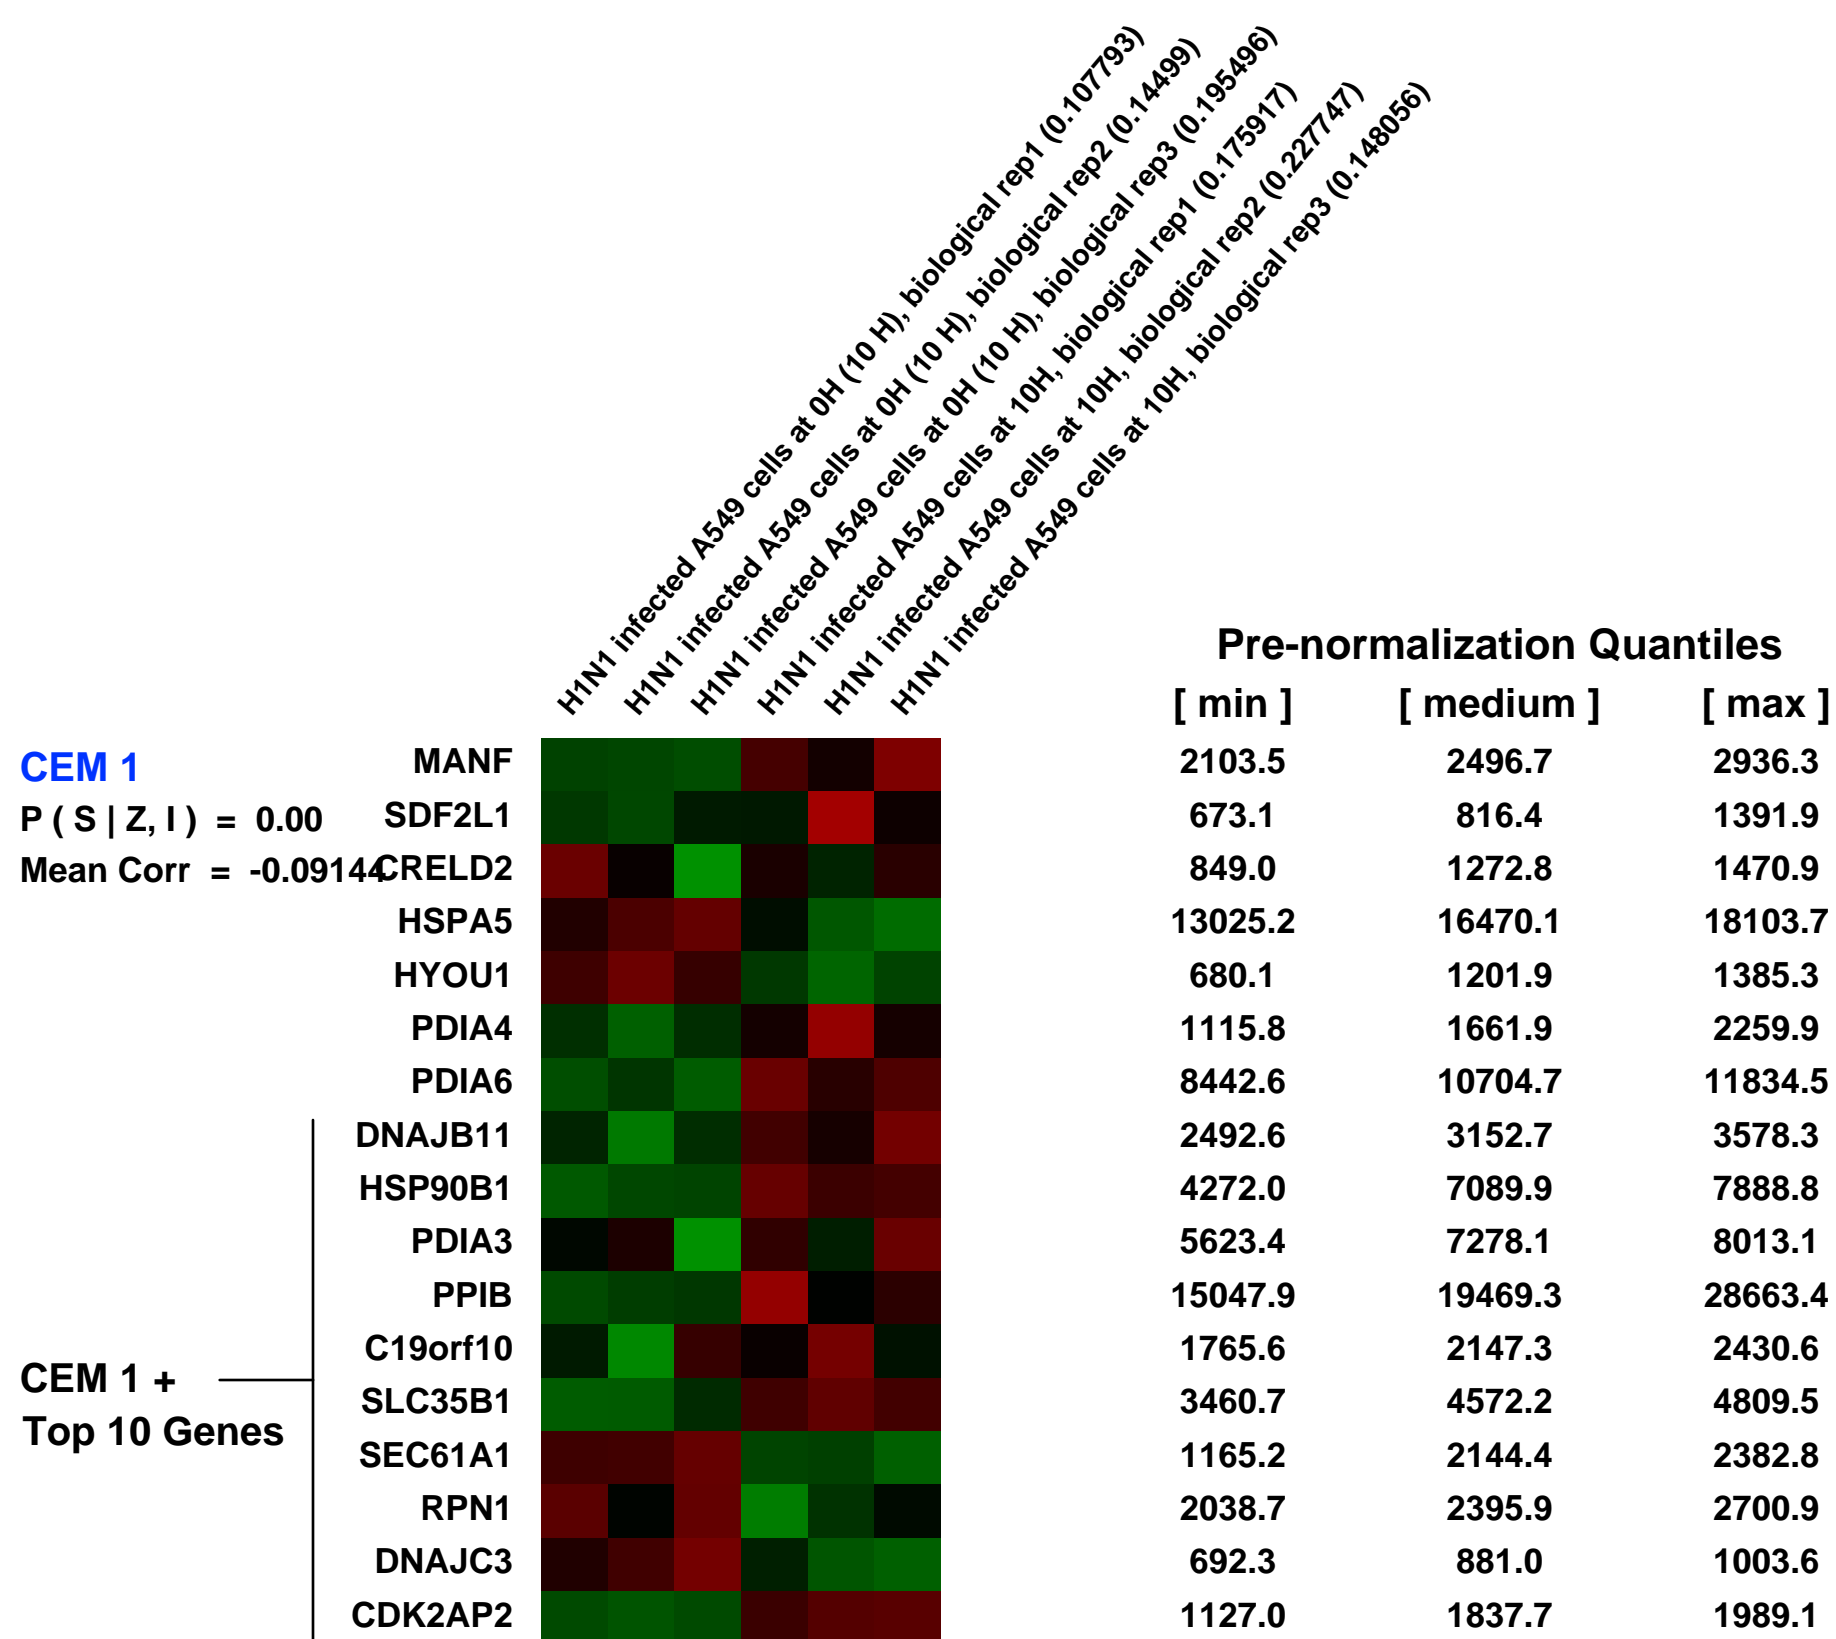 H1N1 infected A549 cells at 0H (10 H), biological rep1 (0.107793)
H1N1 infected A549 cells at 0H (10 H), biological rep2 (0.14499)
H1N1 infected A549 cells at 0H (10 H), biological rep3 (0.195496)
H1N1 infected A549 cells at 10H, biological rep1 (0.175917)
H1N1 infected A549 cells at 10H, biological rep2 (0.227747)
H1N1 infected A549 cells at 10H, biological rep3 (0.148056)
Pre-normalization Quantiles
[ min ] [ medium ] [ max ]
CEM 1 MANF 2103.5 2496.7 2936.3
P ( S | Z, I ) = 0.00 SDF2L1 673.1 816.4 1391.9
Mean Corr = -0.09144 CRELD2 849.0 1272.8 1470.9
HSPA5 13025.2 16470.1 18103.7
HYOU1 680.1 1201.9 1385.3
PDIA4 1115.8 1661.9 2259.9
PDIA6 8442.6 10704.7 11834.5
DNAJB11 2492.6 3152.7 3578.3
HSP90B1 4272.0 7089.9 7888.8
PDIA3 5623.4 7278.1 8013.1
PPIB 15047.9 19469.3 28663.4
C19orf10 1765.6 2147.3 2430.6
CEM 1 +
SLC35B1 3460.7 4572.2 4809.5
Top 10 Genes
SEC61A1 1165.2 2144.4 2382.8
RPN1 2038.7 2395.9 2700.9
DNAJC3 692.3 881.0 1003.6
CDK2AP2 1127.0 1837.7 1989.1